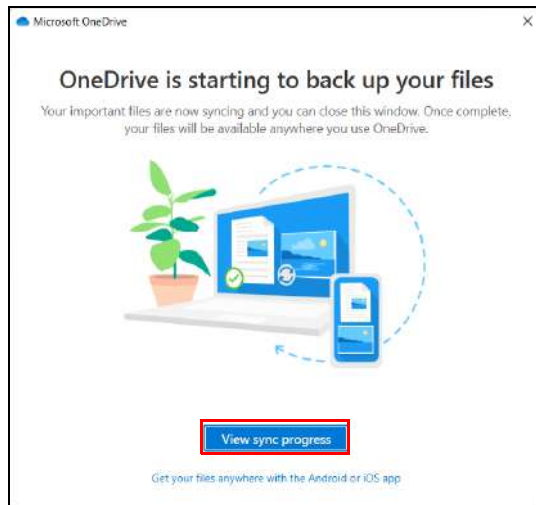 Microsoft OneDrive
OneDrive is starting to back up your files
Your important files are now syncing and you can close this window. Once complete,
your files will be available anywhere you use OneDrive.
View sync progress
Get your files anywhere with the Android or iOS app